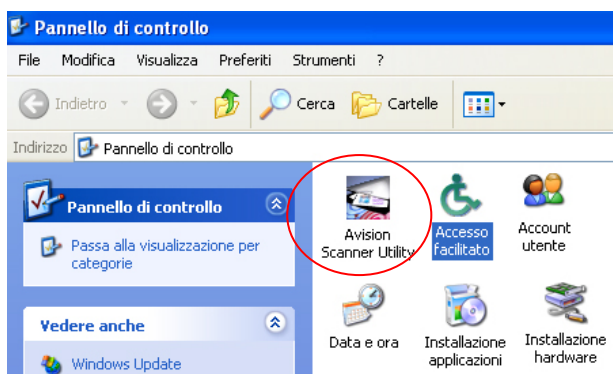 Pannello di controllo
File Modifica Visualizza Preferiti Strumenti ?
Indietro Cerca Cartelle
Indirizzo Pannello di controllo
Pannello di controllo
Passa alla visualizzazione per
categorie
Vedere anche
Windows Update
Avision
Scanner Utility
Accesso
facilitato
Account
utente
Data e ora
Installazione
applicazioni
Installazione
hardware